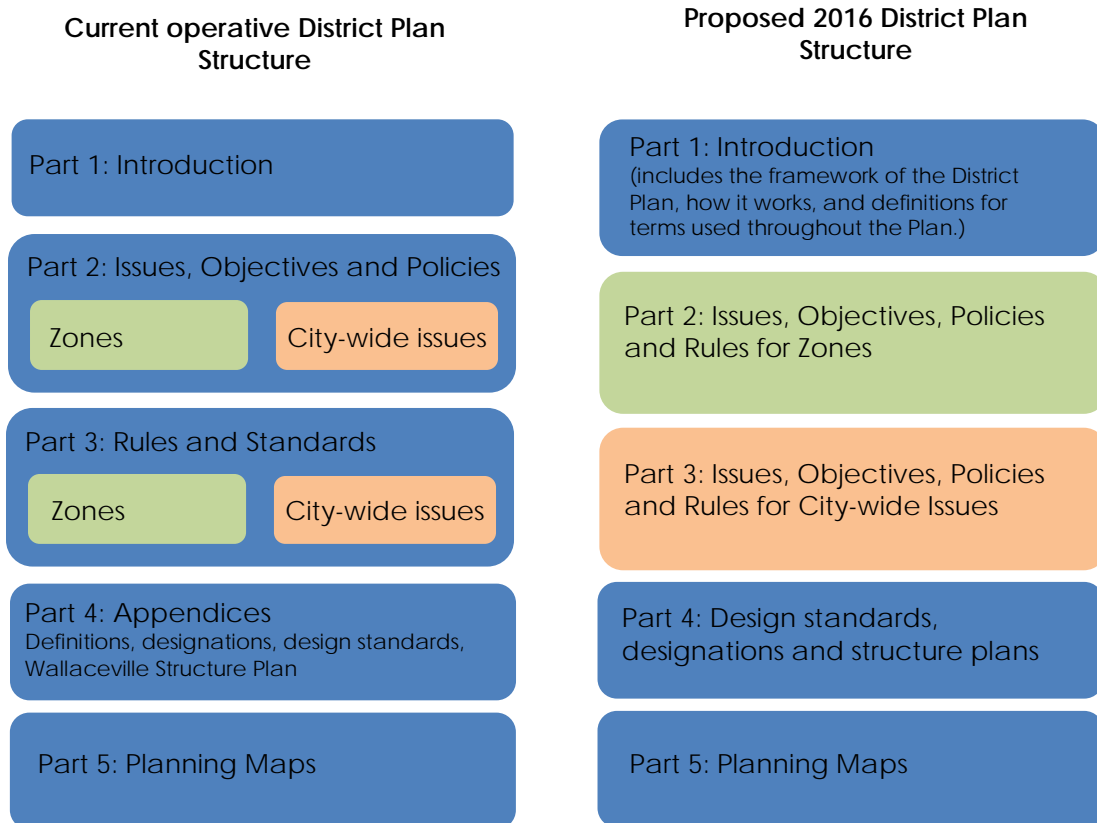 Current operative District Plan
Structure
Part 1: Introduction
Part 2: Issues, Objectives and Policies
Zones
City-wide issues
Part 3: Rules and Standards
Zones
City-wide issues
Part 4: Appendices
Definitions, designations, design standards,
Wallaceville Structure Plan
Part 5: Planning Maps
Proposed 2016 District Plan
Structure
Part 1: Introduction
(includes the framework of the District
Plan, how it works, and definitions for
terms used throughout the Plan.)
Part 2: Issues, Objectives, Policies
and Rules for Zones
Part 3: Issues, Objectives, Policies
and Rules for City-wide Issues
Part 4: Design standards,
designations and structure plans
Part 5: Planning Maps